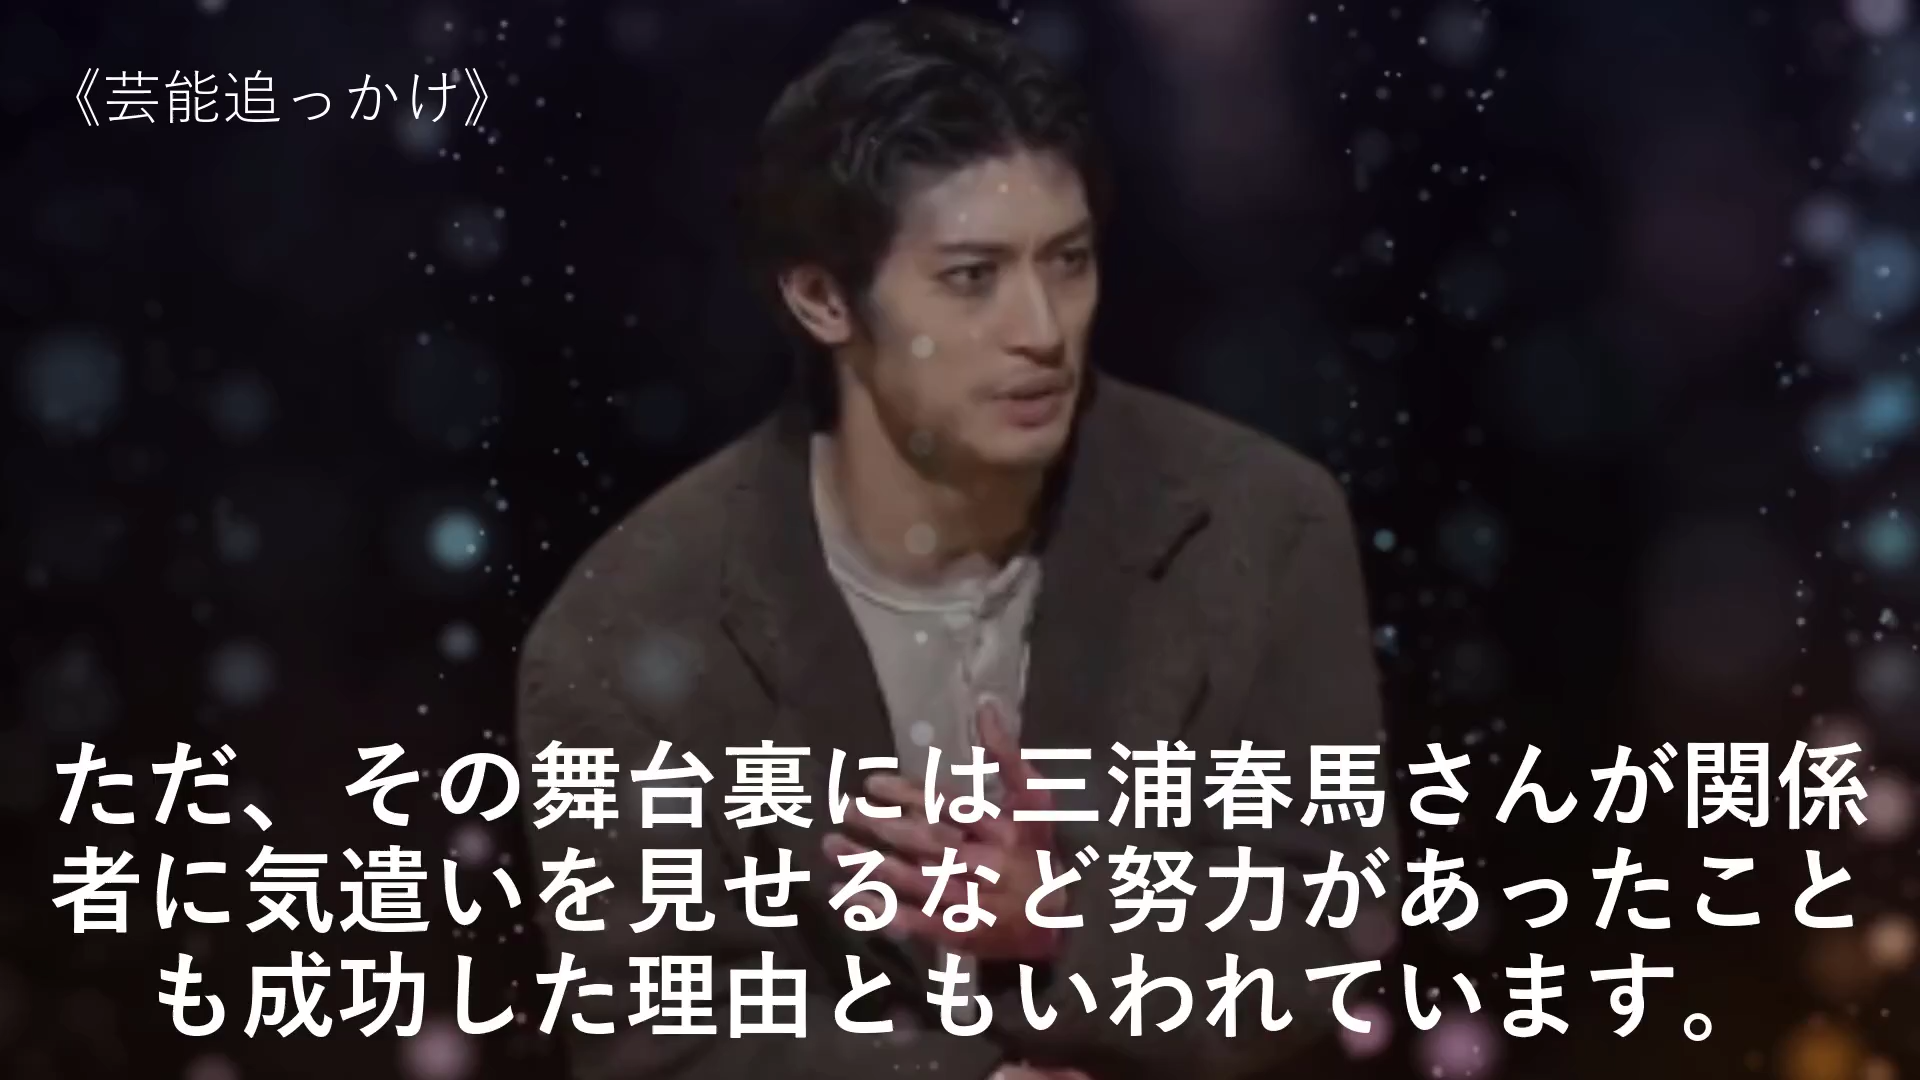 《芸能追っかけ》
ただ、その舞台裏には三浦春馬さんが関係
者に気遣いを見せるなど努力があったこと
も成功した理由ともいわれています。